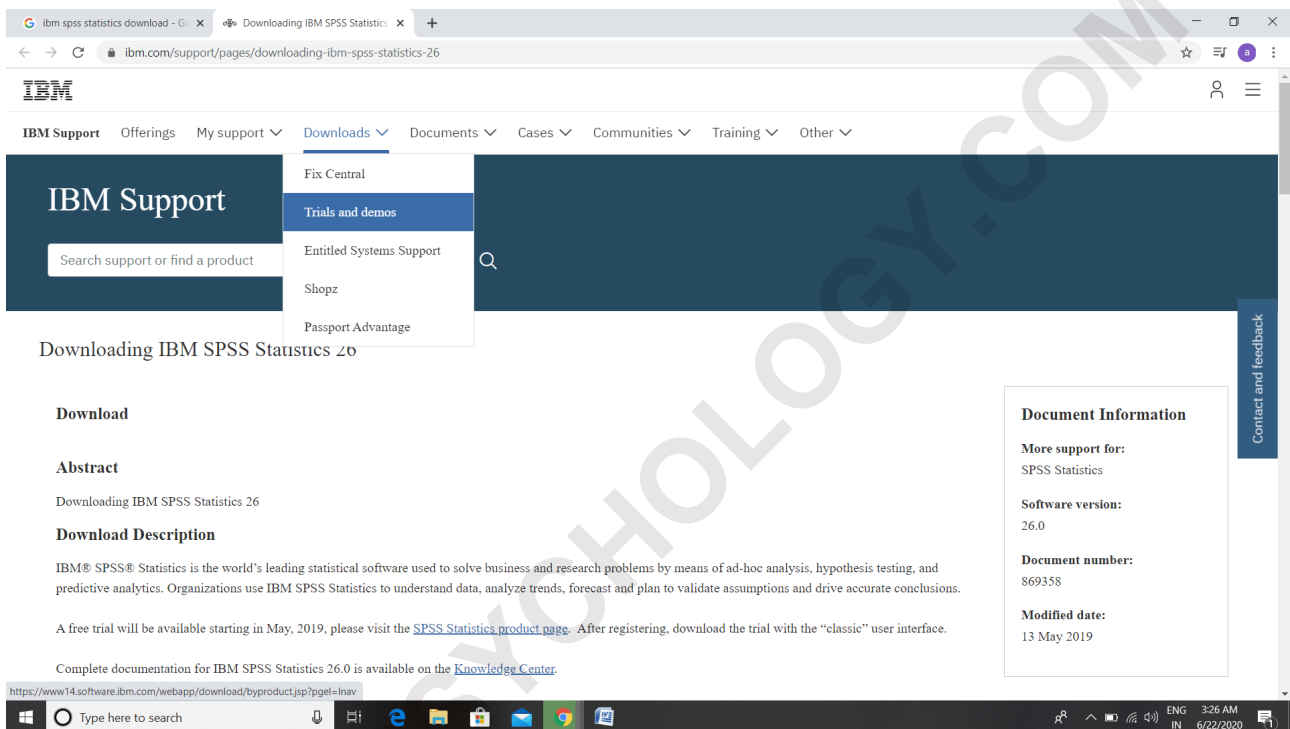 ibm spss statistics download - Go
Downloading IBM SPSS Statistics
ibm.com/support/pages/downloading-ibm-spss-statistics-26
a
IBM
IBM Support Offerings My support Downloads Documents Cases Communities Training Other
Fix Central
Trials and demos
Entitled Systems Support
Shopz
Passport Advantage
IBM Support
Search support or find a product
Contact and feedback
Downloading IBM SPSS Statistics 26
Download
Abstract
Downloading IBM SPSS Statistics 26
Download Description
IBM® SPSS® Statistics is the world's leading statistical software used to solve business and research problems by means of ad-hoc analysis, hypothesis testing, and
predictive analytics. Organizations use IBM SPSS Statistics to understand data, analyze trends, forecast and plan to validate assumptions and drive accurate conclusions.
A free trial will be available starting in May, 2019, please visit the SPSS Statistics product page. After registering, download the trial with the “classic” user interface.
Complete documentation for IBM SPSS Statistics 26.0 is available on the Knowledge Center.
Document Information
More support for:
SPSS Statistics
Software version:
26.0
Document number:
869358
Modified date:
13 May 2019
https://www14.software.ibm.com/webapp/download/byproduct.jsp?pgel=lnav
Type here to search
ENG
IN
3:26 AM
6/22/2020
1
SYCHOLOGY.COM